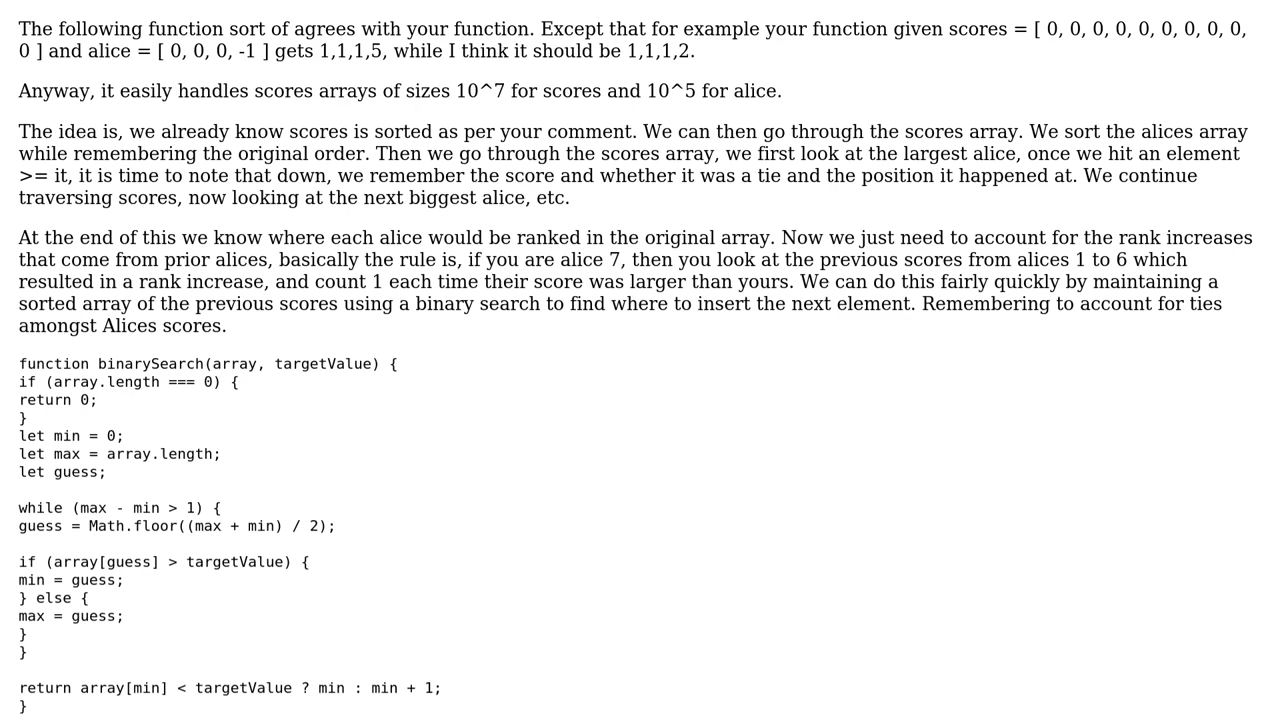 The following function sort of agrees with your function. Except that for example your function given scores = [ 0, 0, 0, 0, 0, 0, 0, 0, 0,
0 ] and alice = [ 0, 0, 0, -1 ] gets 1,1,1,5, while I think it should be 1,1,1,2.
Anyway, it easily handles scores arrays of sizes 10^7 for scores and 10^5 for alice.
The idea is, we already know scores is sorted as per your comment. We can then go through the scores array. We sort the alices array
while remembering the original order. Then we go through the scores array, we first look at the largest alice, once we hit an element
>= it, it is time to note that down, we remember the score and whether it was a tie and the position it happened at. We continue
traversing scores, now looking at the next biggest alice, etc.
At the end of this we know where each alice would be ranked in the original array. Now we just need to account for the rank increases
that come from prior alices, basically the rule is, if you are alice 7, then you look at the previous scores from alices 1 to 6 which
resulted in a rank increase, and count 1 each time their score was larger than yours. We can do this fairly quickly by maintaining a
sorted array of the previous scores using a binary search to find where to insert the next element. Remembering to account for ties
amongst Alices scores.
function binarySearch(array, targetValue) {
if (array.length === 0) {
return 0;
}
let min = 0;
let max = array.length;
let guess;
while (max - min > 1) {
guess = Math.floor((max + min) / 2);
if (array[guess] > targetValue) {
min = guess;
} else {
max = guess;
}
}
return array[min] < targetValue ? min : min + 1;
}